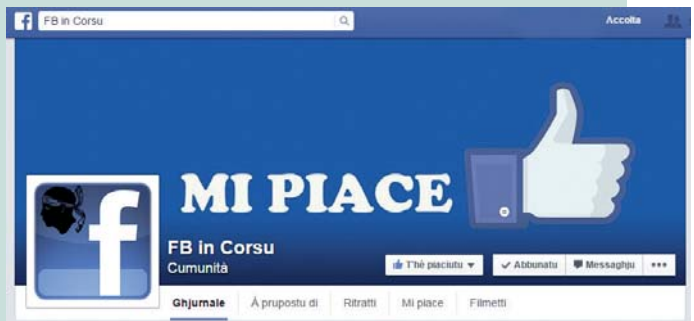 f FB in Corsu Accolta
MI PIACE
f
FB in Corsu
Cumunità
T'hè piaciutu Abbunatu Messaghju
Ghjurnale À prupostu di Ritratti Mi piace Filmetti